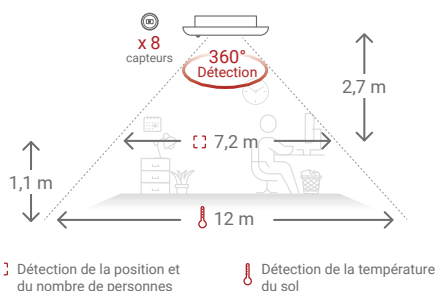 x 8
capteurs
360°
Détection
2,7 m
7,2 m
1,1 m
12 m
Détection de la position et
du nombre de personnes
Détection de la température
du sol